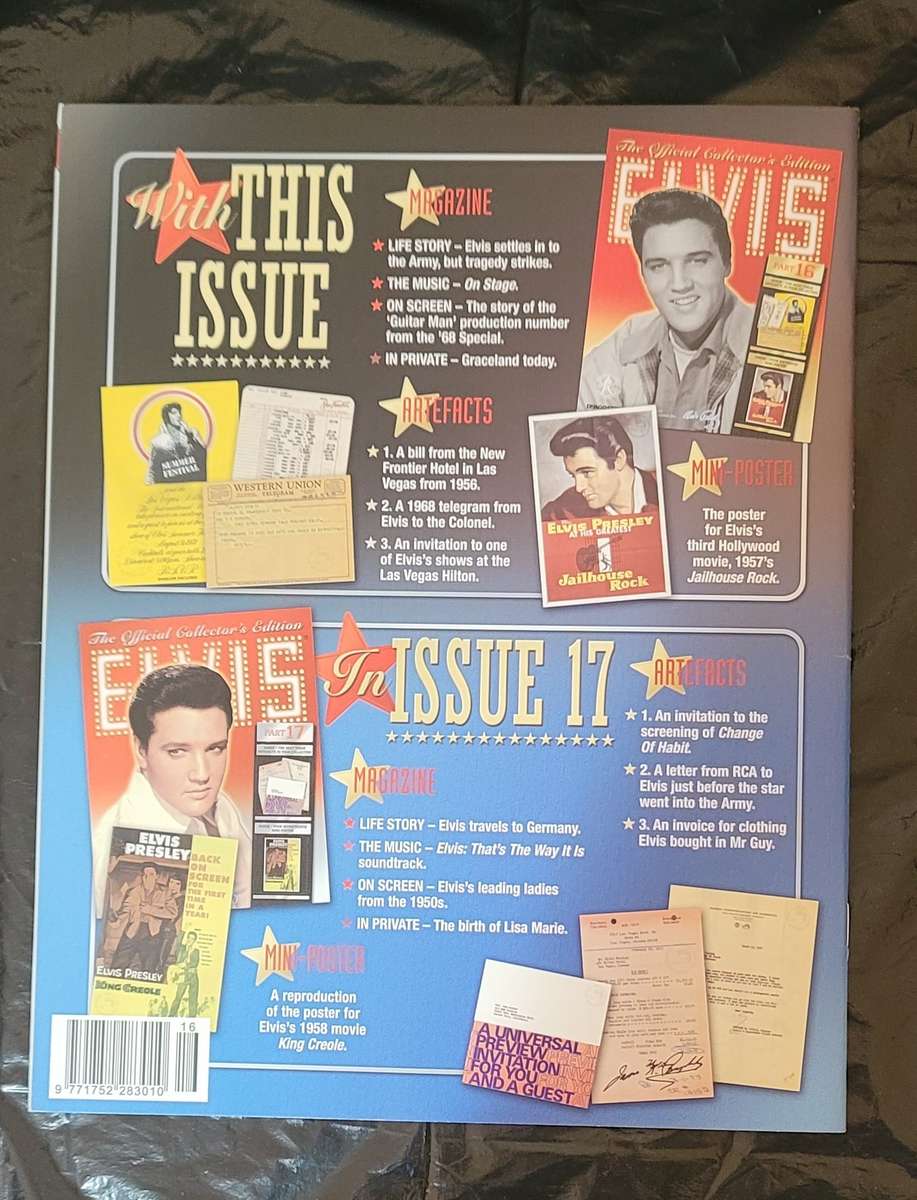 With THIS
ISSUE
MAGAZINE
LIFE STORY – Elvis settles in to
the Army, but tragedy strikes.
THE MUSIC – On Stage.
ON SCREEN – The story of the
'Guitar Man' production number
from the '68 Special.
IN PRIVATE – Graceland today.
The Official Collector's Edition
ELVIS
PART 16
ARTEFACTS
1. A bill from the New
Frontier Hotel in Las
Vegas from 1956.
2. A 1968 telegram from
Elvis to the Colonel.
3. An invitation to one
of Elvis's shows at the
Las Vegas Hilton.
SUMMER
FESTIVAL
WESTERN UNION
TELEGRAM
R.S.V.P.
ELVIS PRESLEY
AT HIS GREATEST
Jailhouse
Rock
MINI-POSTER
The poster
for Elvis's
third Hollywood
movie, 1957's
Jailhouse Rock.
The Official Collector's Edition
ELVIS
PART 17
In ISSUE 17
MAGAZINE
LIFE STORY – Elvis travels to Germany.
THE MUSIC – Elvis: That's The Way It Is
soundtrack.
ON SCREEN – Elvis's leading ladies
from the 1950s.
IN PRIVATE – The birth of Lisa Marie.
ARTEFACTS
1. An invitation to the
screening of Change
Of Habit.
2. A letter from RCA to
Elvis just before the star
went into the Army.
3. An invoice for clothing
Elvis bought in Mr Guy.
ELVIS
PRESLEY
BACK
ON
SCREEN
FOR
THE FIRST
TIME
IN A
YEAR!
ELVIS PRESLEY
KING CREOLE
MINI-POSTER
A reproduction
of the poster for
Elvis's 1958 movie
King Creole.
A UNIVERSAL
PREVIEW
INVITATION
FOR YOU
AND A GUEST
16
9 771752 283010